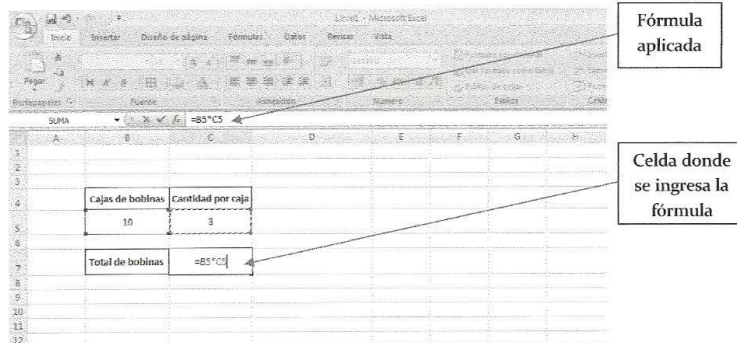 Libro1 - Microsoft Excel
Inicio Insertar Diseño de página Fórmulas Datos Revisar Vista
Pegar
Portapapeles Fuente Alineación Número Estilos
SUMA =B5*C5
A B C D E F G H
1
2
3
4 Cajas de bobinas Cantidad por caja
5 10 3
6
7 Total de bobinas =B5*C5
8
9
10
11
12
Fórmula
aplicada
Celda donde
se ingresa la
fórmula